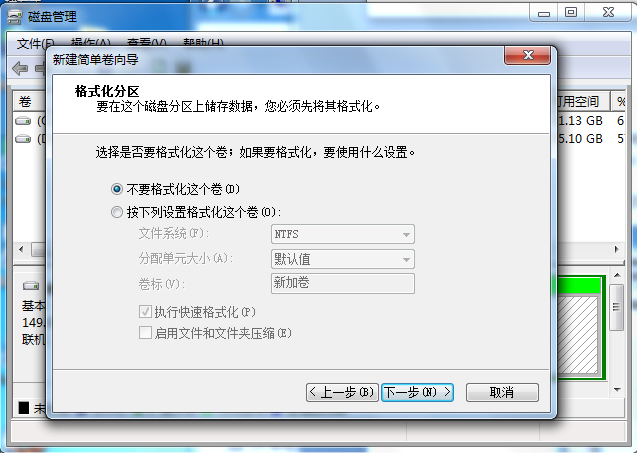 磁盘管理
文件(F) 操作(A) 查看(V) 帮助(H)
新建简单卷向导
格式化分区
要在这个磁盘分区上储存数据，您必须先将其格式化。
卷
可用空间 %
1.13 GB 6
5.10 GB 5
选择是否要格式化这个卷；如果要格式化，要使用什么设置。
不要格式化这个卷(D)
按下列设置格式化这个卷(O):
文件系统(F): NTFS
分配单元大小(A): 默认值
卷标(V): 新加卷
执行快速格式化(P)
启用文件和文件夹压缩(E)
基本
149.
联机
< 上一步(B) 下一步(N) > 取消
未